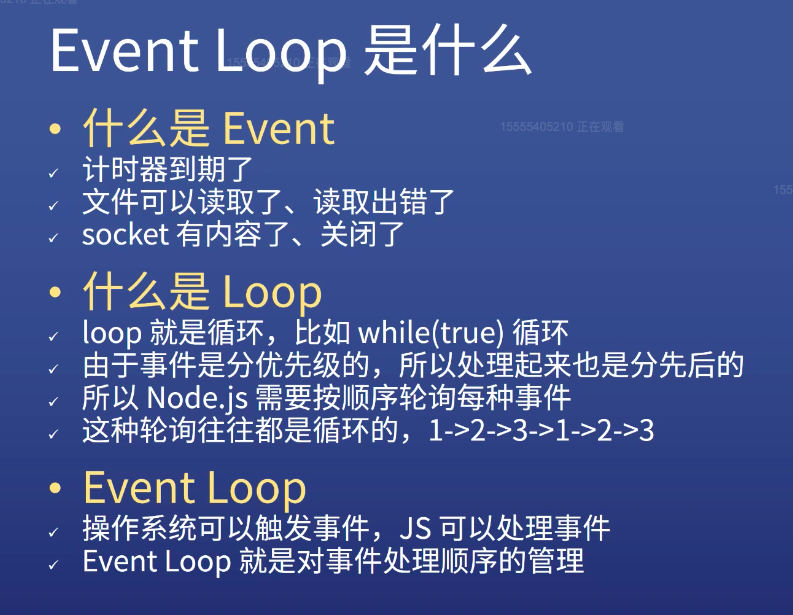 Event Loop 是什么
15555405210 正在观看
• 什么是 Event
✓ 计时器到期了
✓ 文件可以读取了、读取出错了
✓ socket 有内容了、关闭了
• 什么是 Loop
✓ loop 就是循环，比如 while(true) 循环
✓ 由于事件是分优先级的，所以处理起来也是分先后的
✓ 所以 Node.js 需要按顺序轮询每种事件
✓ 这种轮询往往都是循环的，1->2->3->1->2->3
• Event Loop
✓ 操作系统可以触发事件，JS 可以处理事件
✓ Event Loop 就是对事件处理顺序的管理